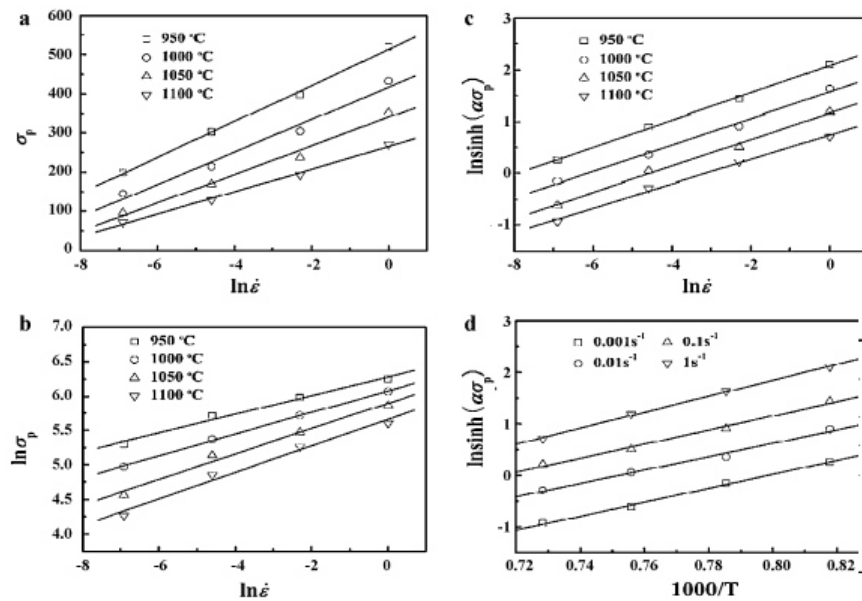 a
600
500
400
300
200
100
0
σp
950 °C
1000 °C
1050 °C
1100 °C
-8 -6 -4 -2 0
lnε̇
c
3
2
1
0
-1
lnsinh(ασp)
950 °C
1000 °C
1050 °C
1100 °C
-8 -6 -4 -2 0
lnε̇
b
7.0
6.5
6.0
5.5
5.0
4.5
4.0
lnσp
950 °C
1000 °C
1050 °C
1100 °C
-8 -6 -4 -2 0
lnε̇
d
3
2
1
0
-1
lnsinh(ασp)
0.001s⁻¹ 0.1s⁻¹
0.01s⁻¹ 1s⁻¹
0.72 0.74 0.76 0.78 0.80 0.82
1000/T